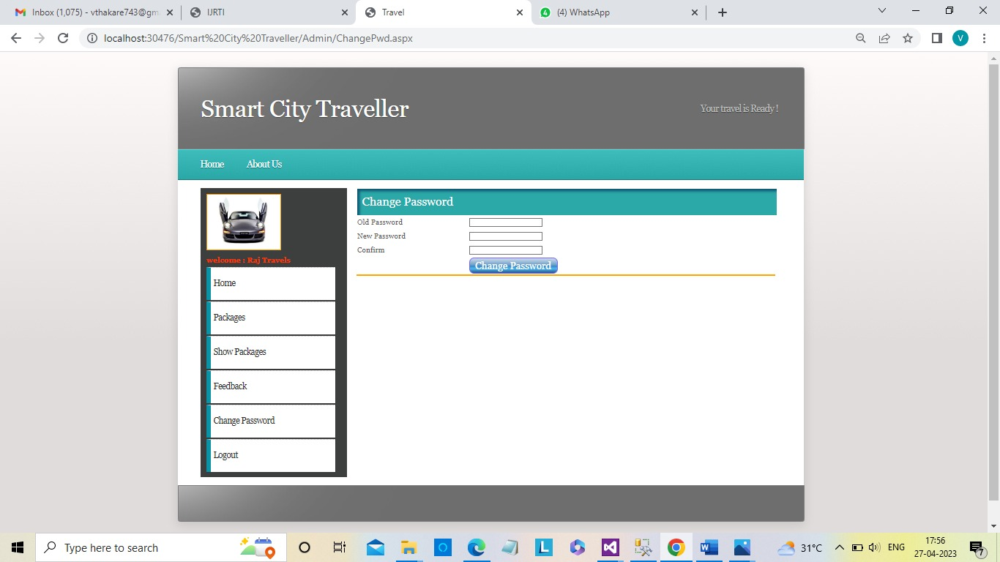 Inbox (1,075) - vthakare743@gm
IJRTI
Travel
(4) WhatsApp
localhost:30476/Smart%20City%20Traveller/Admin/ChangePwd.aspx
V
Smart City Traveller
Your travel is Ready !
Home
About Us
welcome : Raj Travels
Home
Packages
Show Packages
Feedback
Change Password
Logout
Change Password
Old Password
New Password
Confirm
Change Password
Type here to search
31°C
ENG
17:56
27-04-2023
7